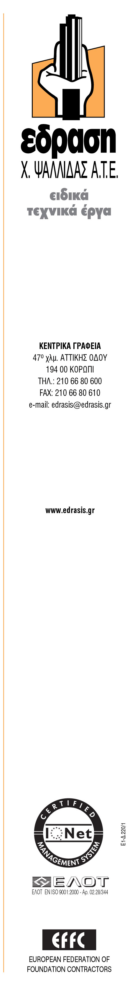 εδραση
Χ. ΨΑΛΛΙΔΑΣ Α.Τ.Ε.
ειδικά
τεχνικά έργα
ΚΕΝΤΡΙΚΑ ΓΡΑΦΕΙΑ
47º χλμ. ΑΤΤΙΚΗΣ ΟΔΟΥ
194 00 ΚΟΡΩΠΙ
ΤΗΛ.: 210 66 80 600
FAX: 210 66 80 610
e-mail: edrasis@edrasis.gr
www.edrasis.gr
CERTIFIED
IQNet
MANAGEMENT SYSTEM
Ε1-Δ.220/1
ΕΛΟΤ
ΕΛΟΤ EN ISO 9001:2000 - Αρ. 02.28/344
EFFC
EUROPEAN FEDERATION OF
FOUNDATION CONTRACTORS